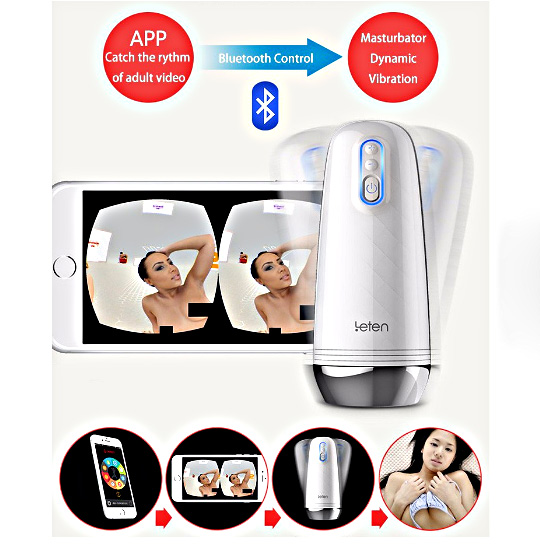 APP
Catch the rythm
of adult video
Bluetooth Control
Masturbator
Dynamic
Vibration
leten
leten